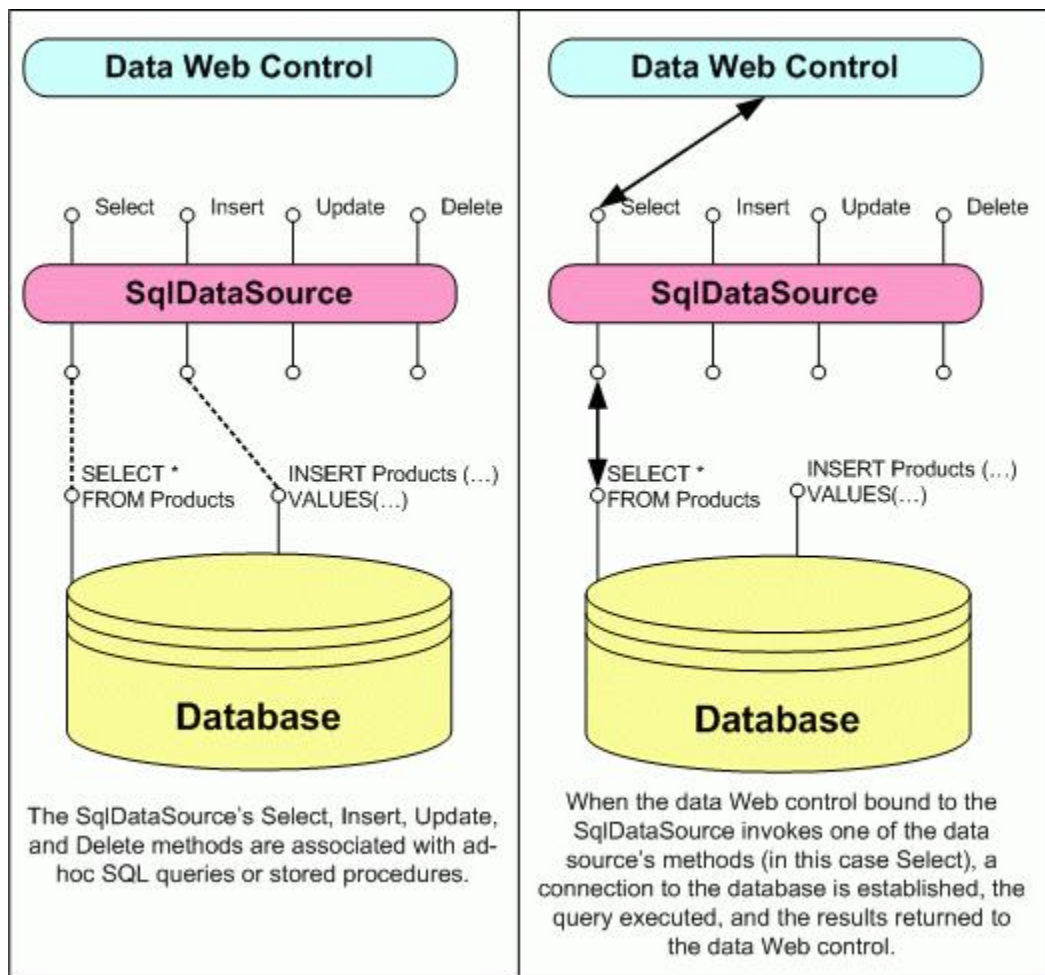 Data Web Control
Select
Insert
Update
Delete
SqlDataSource
SELECT *
FROM Products
INSERT Products (...)
VALUES(...)
Database
The SqlDataSource's Select, Insert, Update,
and Delete methods are associated with ad-
hoc SQL queries or stored procedures.
Data Web Control
Select
Insert
Update
Delete
SqlDataSource
SELECT *
FROM Products
INSERT Products (...)
VALUES(...)
Database
When the data Web control bound to the
SqlDataSource invokes one of the data
source's methods (in this case Select), a
connection to the database is established, the
query executed, and the results returned to
the data Web control.